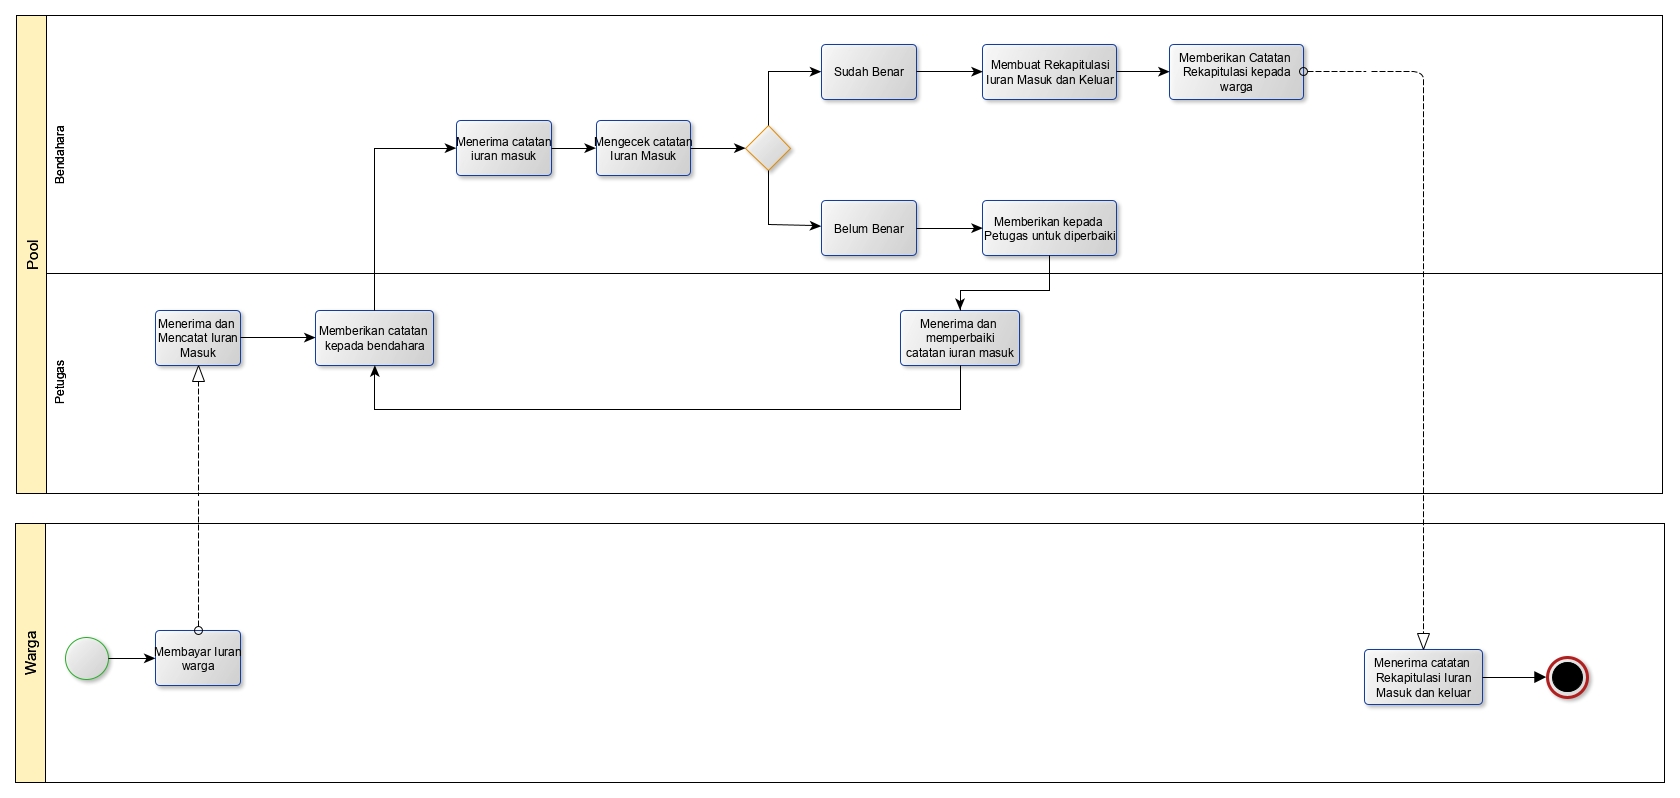 Pool
Bendahara
Sudah Benar
Membuat Rekapitulasi
Iuran Masuk dan Keluar
Memberikan Catatan
Rekapitulasi kepada
warga
Menerima catatan
iuran masuk
Mengecek catatan
Iuran Masuk
Belum Benar
Memberikan kepada
Petugas untuk diperbaiki
Petugas
Menerima dan
Mencatat Iuran
Masuk
Memberikan catatan
kepada bendahara
Menerima dan
memperbaiki
catatan iuran masuk
Warga
Membayar Iuran
warga
Menerima catatan
Rekapitulasi Iuran
Masuk dan keluar